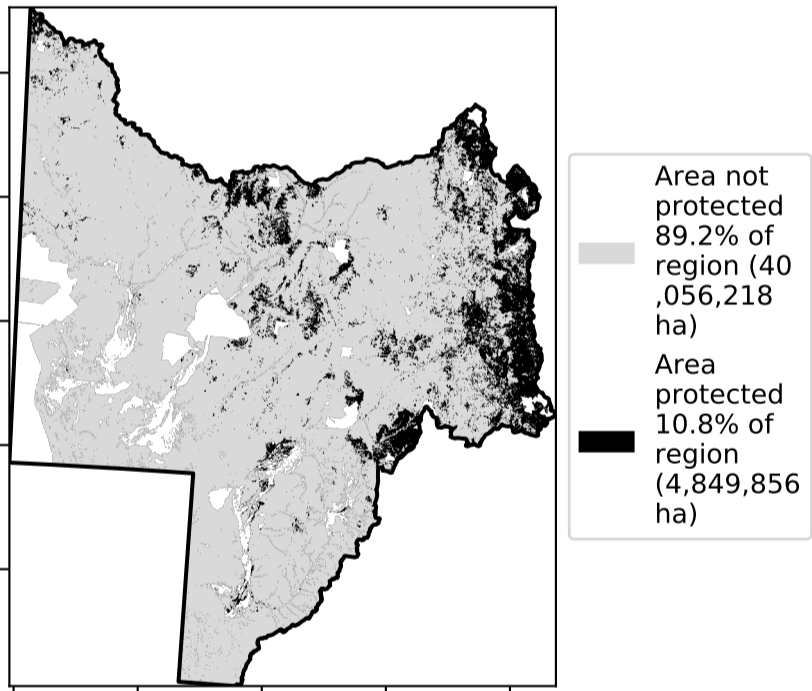 Area not
protected
89.2% of
region (40
,056,218
ha)
Area
protected
10.8% of
region
(4,849,856
ha)